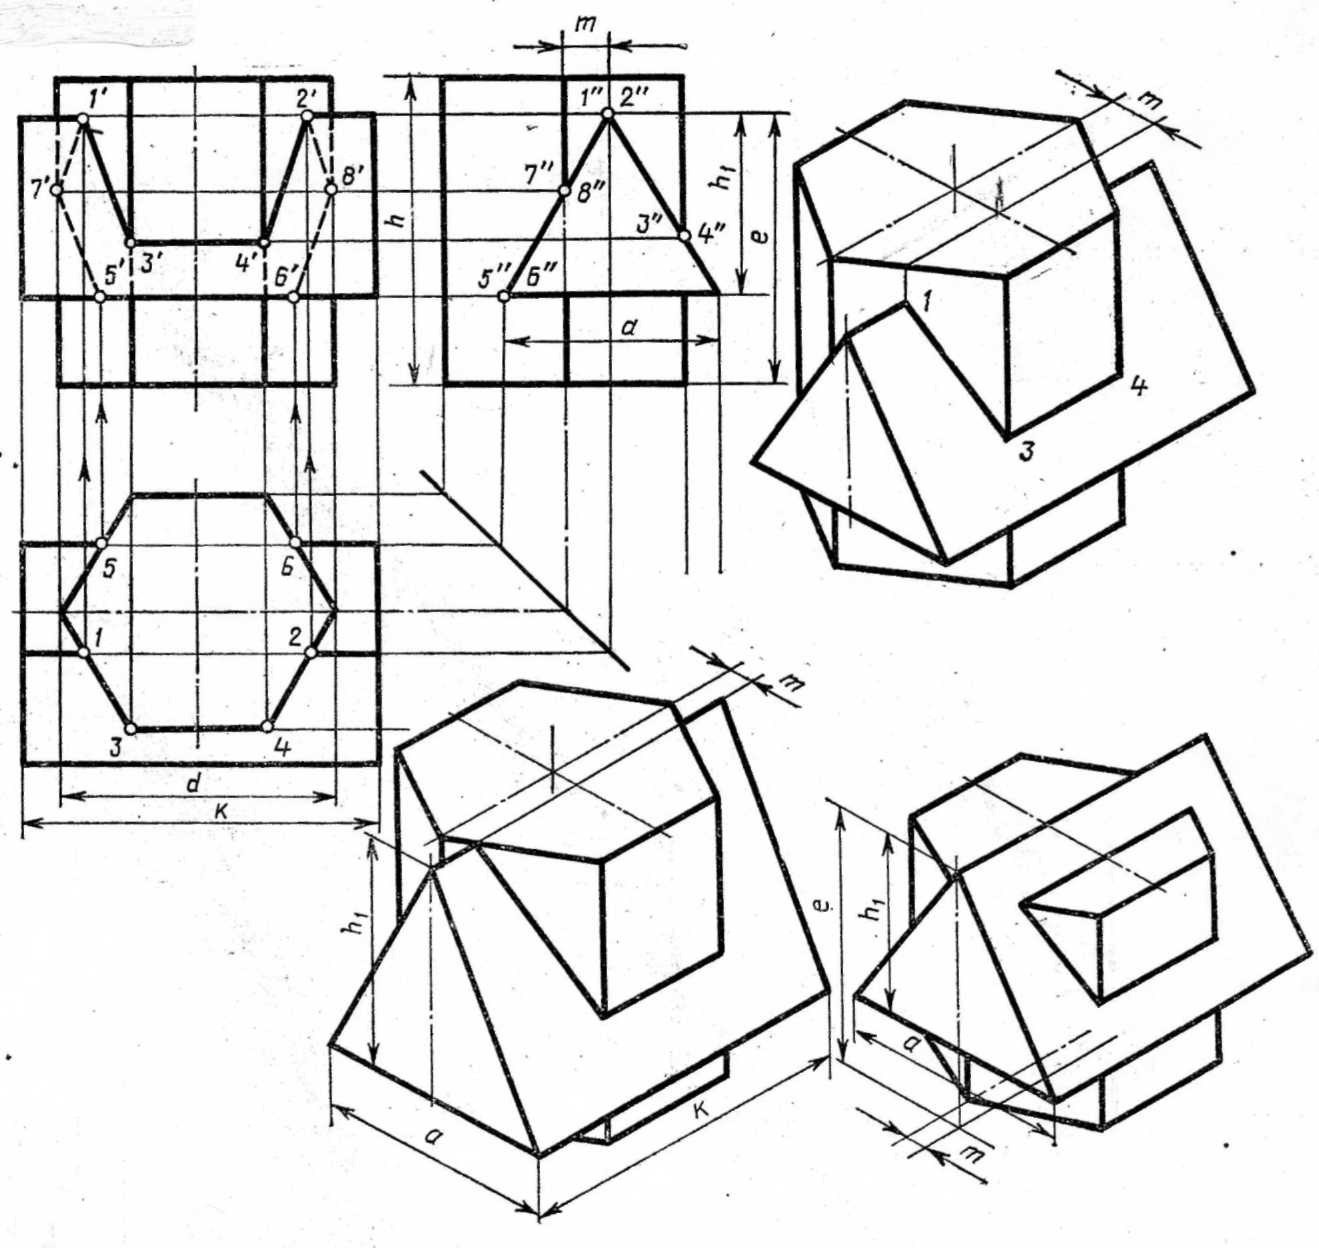 m
1' 2' 1" 2"
7' 8' 7" 8"
h h₁ e
3' 4' 3" 4"
5' 6' 5" 6"
a
5 6
1 2
3 4
d
к
m
1
4
3
m
h₁
a
к
e
h₁
a
m